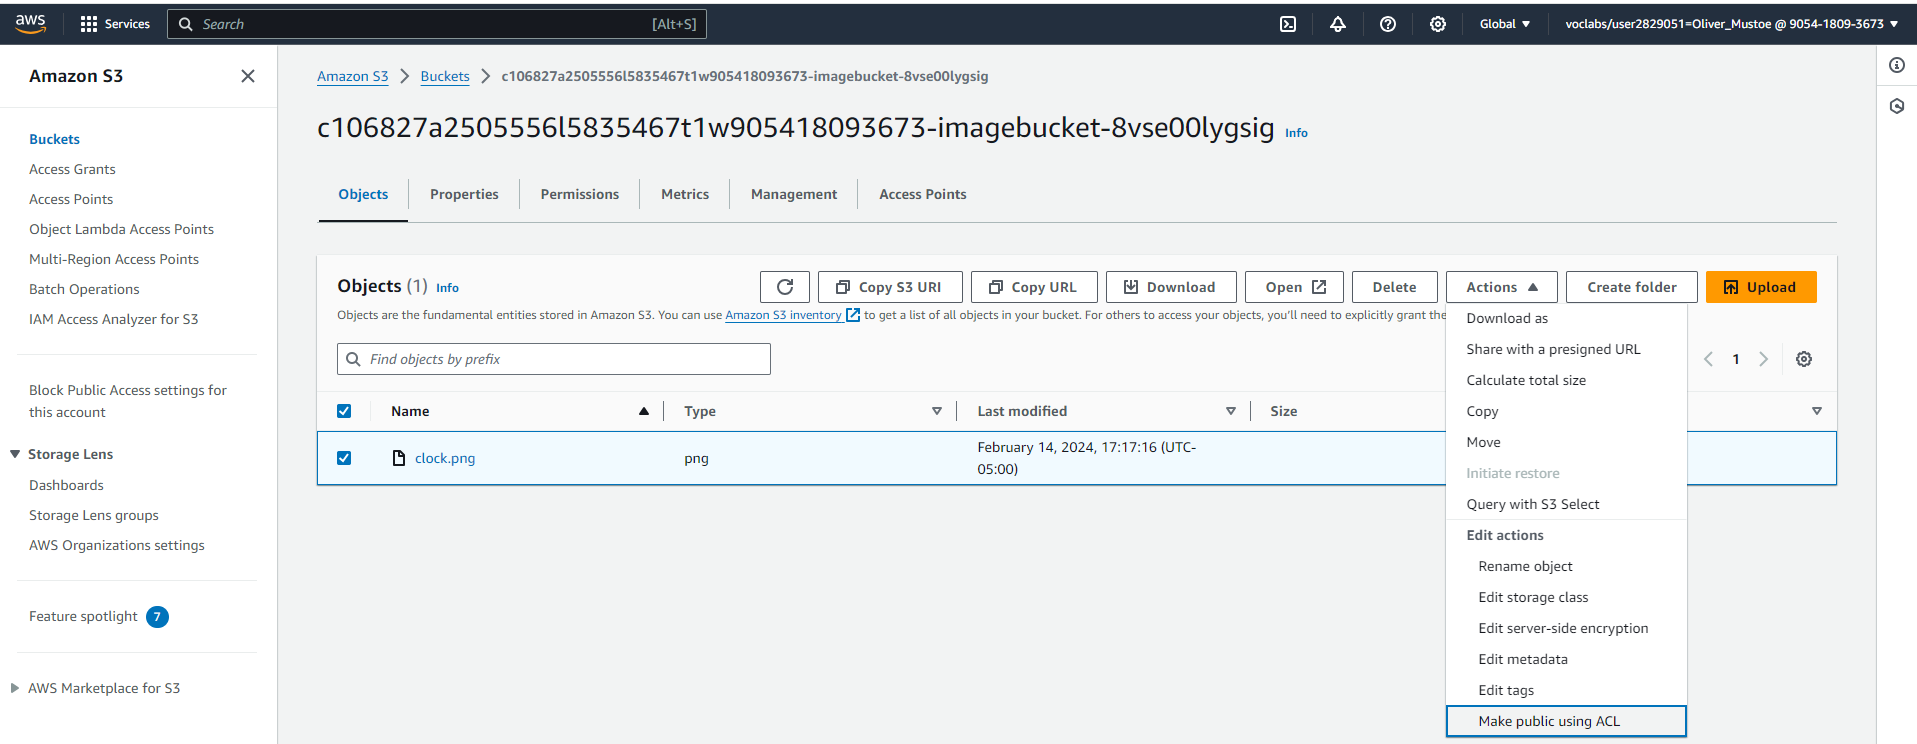 aws Services Search [Alt+S] Global voclabs/user2829051=Oliver_Mustoe @ 9054-1809-3673
Amazon S3
Buckets
Access Grants
Access Points
Object Lambda Access Points
Multi-Region Access Points
Batch Operations
IAM Access Analyzer for S3
Block Public Access settings for
this account
Storage Lens
Dashboards
Storage Lens groups
AWS Organizations settings
Feature spotlight 7
AWS Marketplace for S3
Amazon S3 > Buckets > c106827a2505556l5835467t1w905418093673-imagebucket-8vse00lygsig
c106827a2505556l5835467t1w905418093673-imagebucket-8vse00lygsig Info
Objects Properties Permissions Metrics Management Access Points
Objects (1) Info Copy S3 URI Copy URL Download Open Delete Actions Create folder Upload
Objects are the fundamental entities stored in Amazon S3. You can use Amazon S3 inventory to get a list of all objects in your bucket. For others to access your objects, you'll need to explicitly grant the
Find objects by prefix 1
Name Type Last modified Size
clock.png png February 14, 2024, 17:17:16 (UTC-
05:00)
Download as
Share with a presigned URL
Calculate total size
Copy
Move
Initiate restore
Query with S3 Select
Edit actions
Rename object
Edit storage class
Edit server-side encryption
Edit metadata
Edit tags
Make public using ACL